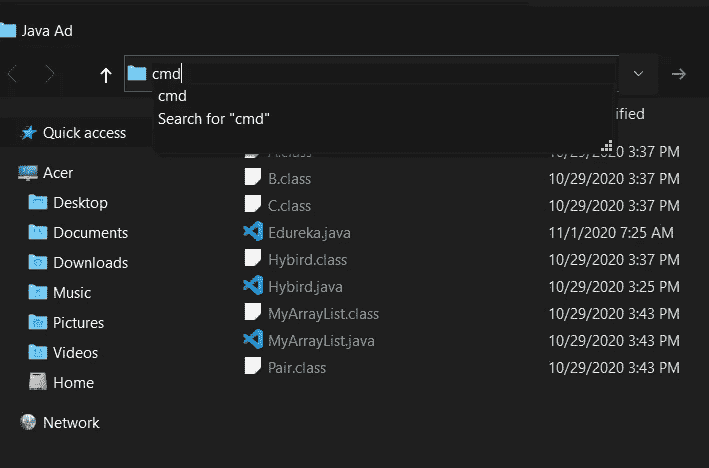 Java Ad
cmd
cmd
Search for "cmd"
ified
Quick access
Acer
Desktop
Documents
Downloads
Music
Pictures
Videos
Home
Network
A.class 10/29/2020 3:37 PM
B.class 10/29/2020 3:37 PM
C.class 10/29/2020 3:37 PM
Edureka.java 11/1/2020 7:25 AM
Hybird.class 10/29/2020 3:37 PM
Hybird.java 10/29/2020 3:25 PM
MyArrayList.class 10/29/2020 3:43 PM
MyArrayList.java 10/29/2020 3:43 PM
Pair.class 10/29/2020 3:43 PM